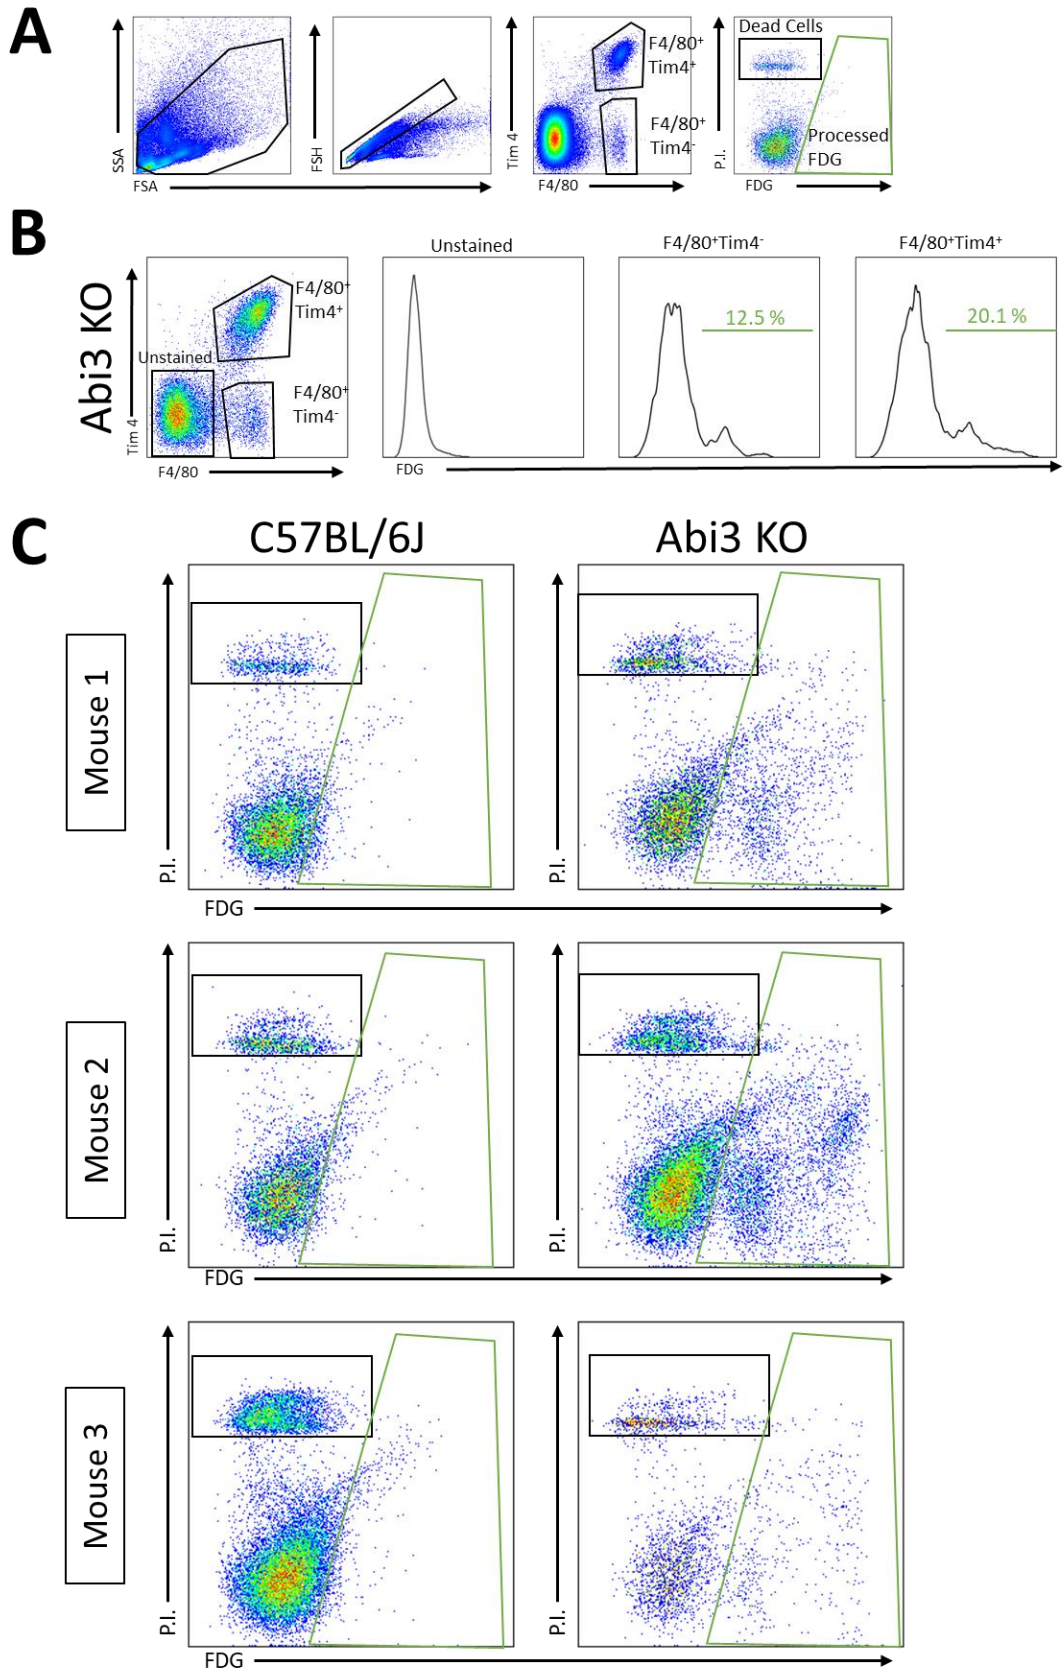 A
SSA
FSA
FSH
Tim 4
F4/80
F4/80⁺
Tim4⁺
F4/80⁺
Tim4⁻
P.I.
FDG
Dead Cells
Processed
FDG
B
Abi3 KO
Tim 4
F4/80
F4/80⁺
Tim4⁺
Unstained
F4/80⁺
Tim4⁻
Unstained
F4/80⁺Tim4⁻
F4/80⁺Tim4⁺
12.5 %
20.1 %
FDG
C
C57BL/6J
Abi3 KO
Mouse 1
P.I.
P.I.
FDG
Mouse 2
P.I.
P.I.
FDG
Mouse 3
P.I.
P.I.
FDG